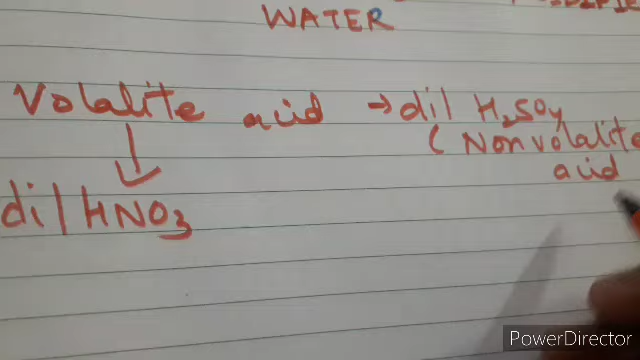 WATER
Volalite acid → dil H₂SO₄
(Nonvolalite
acid
↓
dil HNO₃
PowerDirector